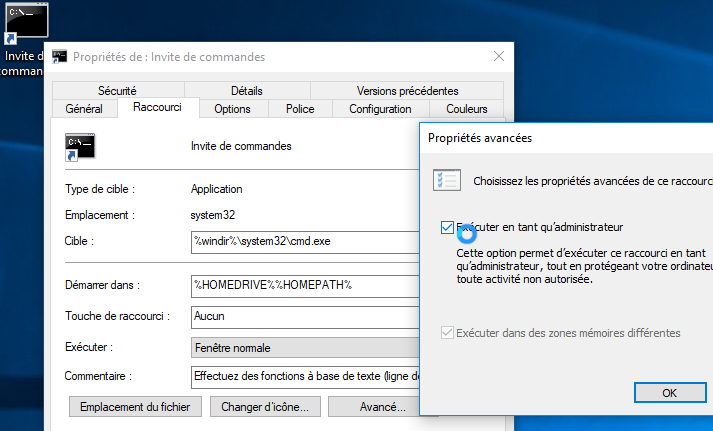 C:\.
Invite d
comman
Propriétés de : Invite de commandes
Sécurité Détails Versions précédentes
Général Raccourci Options Police Configuration Couleurs
C:\.
Invite de commandes
Type de cible : Application
Emplacement : system32
Cible : %windir%\system32\cmd.exe
Démarrer dans : %HOMEDRIVE%%HOMEPATH%
Touche de raccourci : Aucun
Exécuter : Fenêtre normale
Commentaire : Effectuez des fonctions à base de texte (ligne de
Emplacement du fichier Changer d'icône... Avancé...
Propriétés avancées
Choisissez les propriétés avancées de ce raccourci
Exécuter en tant qu'administrateur
Cette option permet d'exécuter ce raccourci en tant
qu'administrateur, tout en protégeant votre ordinateu
toute activité non autorisée.
Exécuter dans des zones mémoires différentes
OK